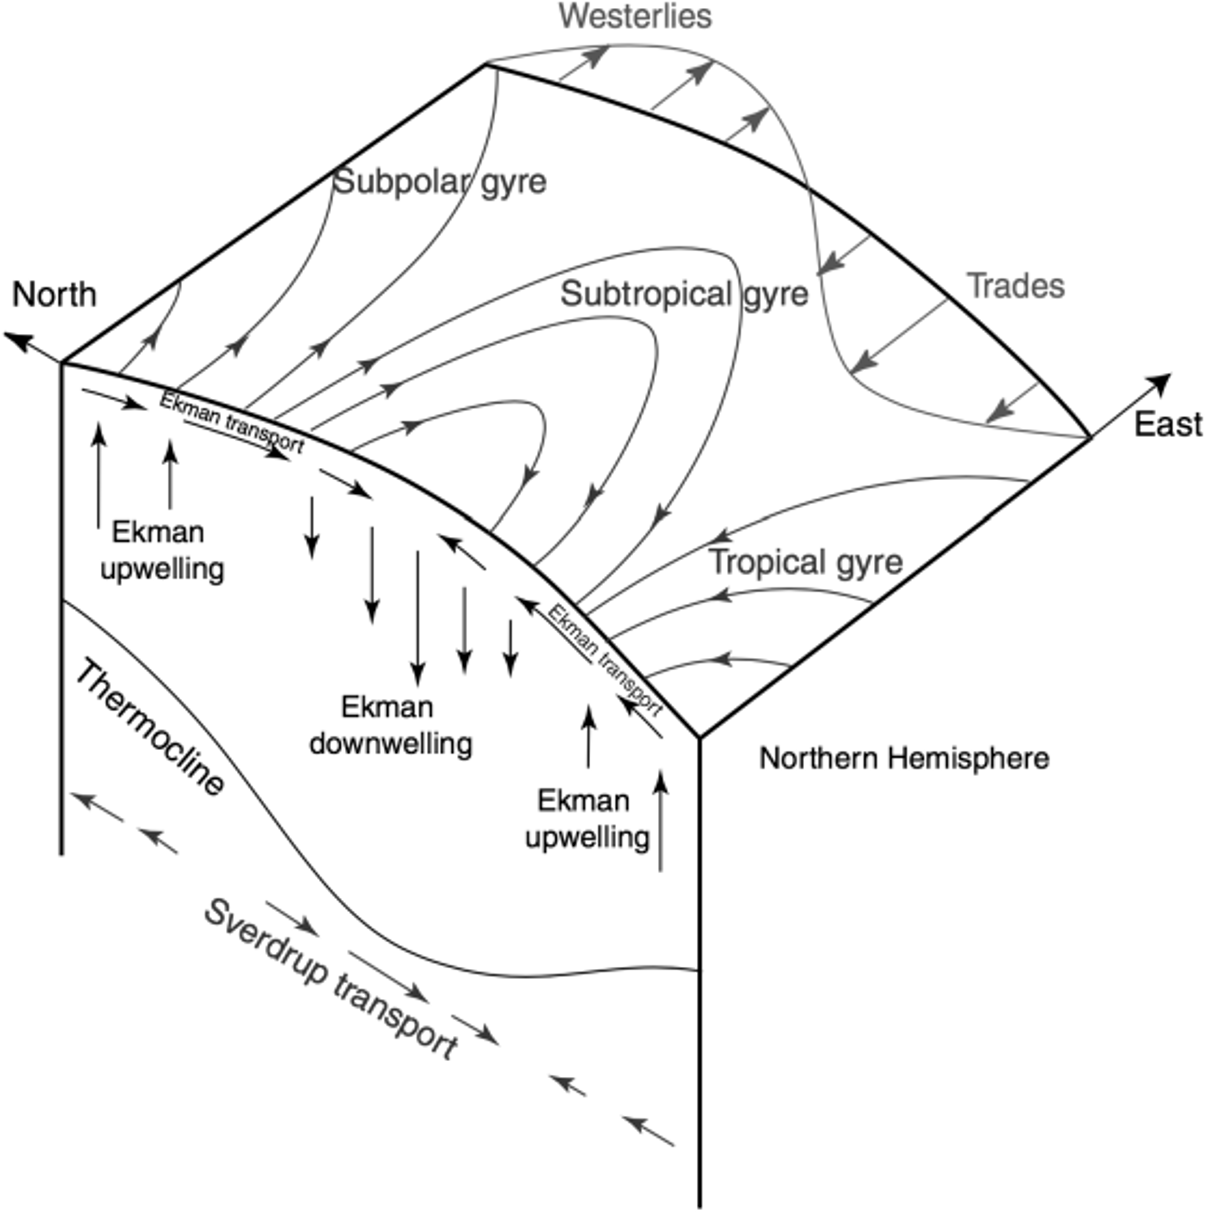 Westerlies
Subpolar gyre
North
Subtropical gyre
Trades
East
Ekman transport
Ekman
upwelling
Tropical gyre
Ekman transport
Thermocline
Ekman
downwelling
Northern Hemisphere
Ekman
upwelling
Sverdrup transport